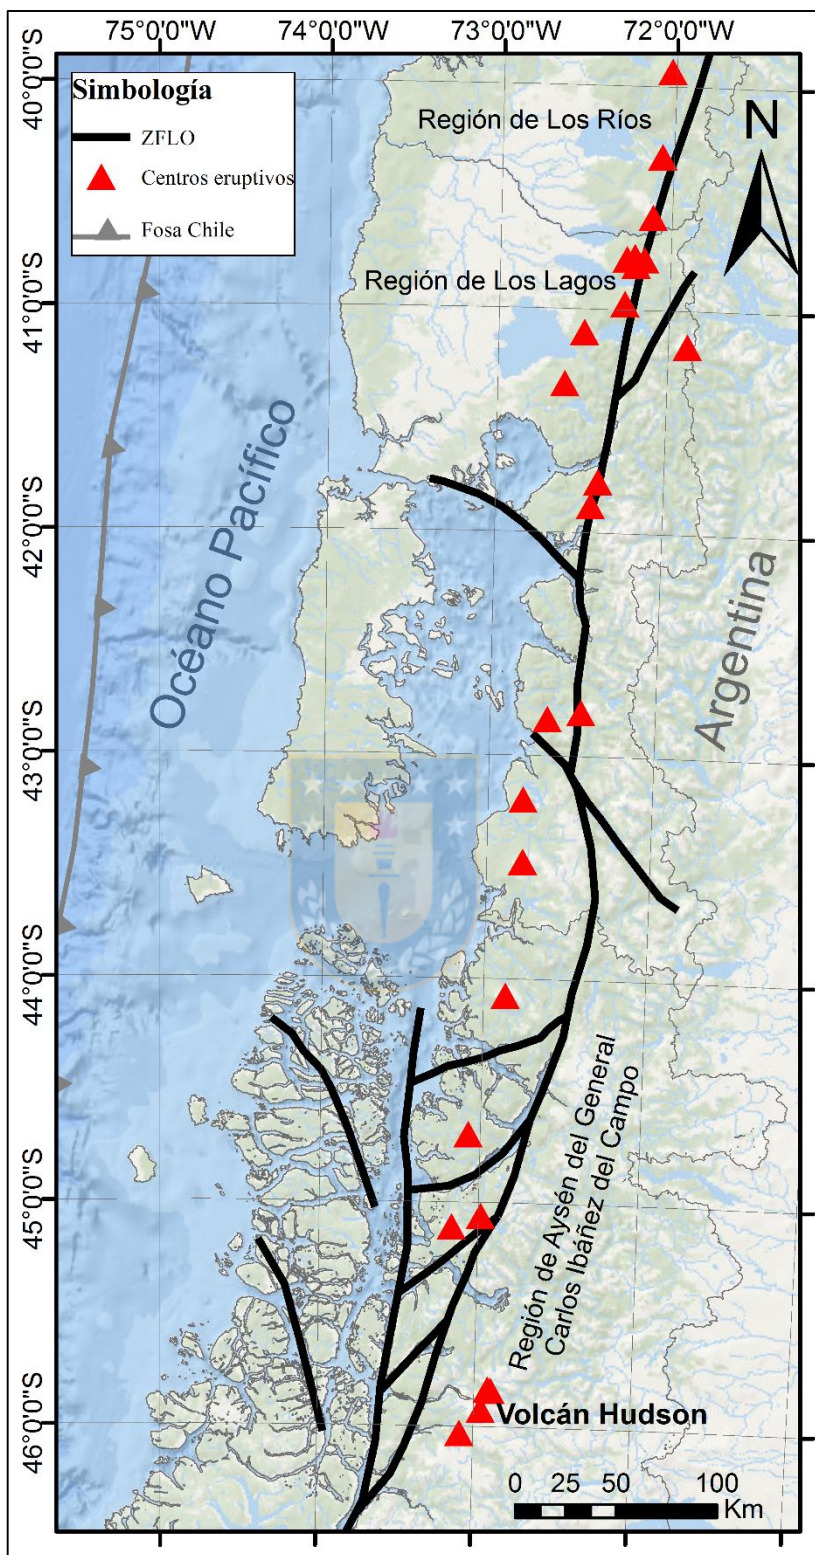 75°0'0"W 74°0'0"W 73°0'0"W 72°0'0"W
40°0'0"S
41°0'0"S
42°0'0"S
43°0'0"S
44°0'0"S
45°0'0"S
46°0'0"S
Simbología
ZFLO
Centros eruptivos
Fosa Chile
N
Región de Los Ríos
Región de Los Lagos
Océano Pacífico
Argentina
Región de Aysén del General
Carlos Ibáñez del Campo
Volcán Hudson
0 25 50 100
Km